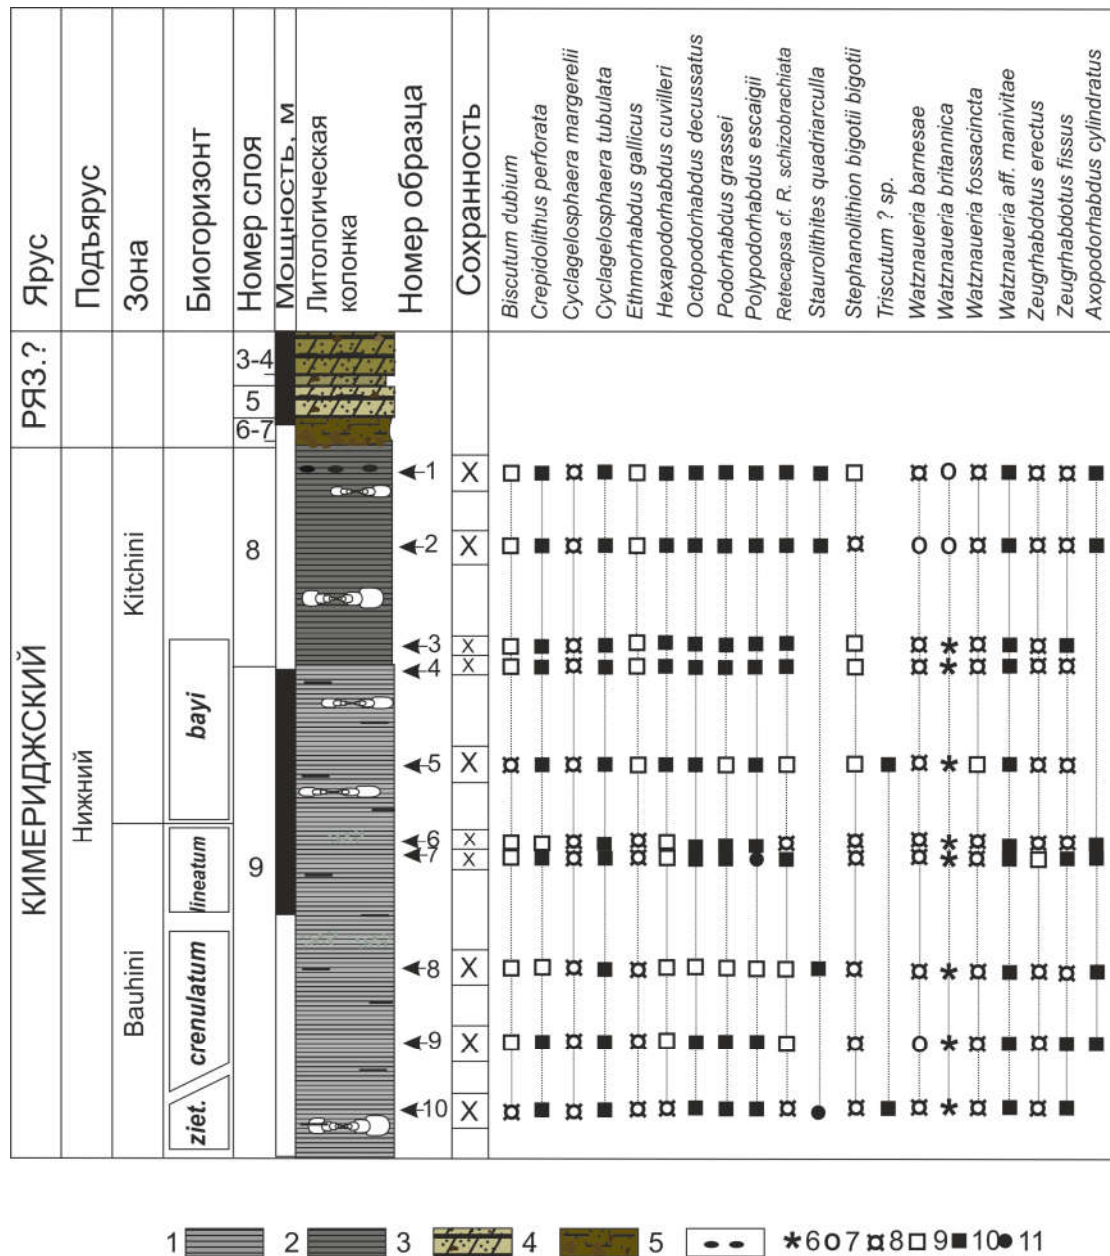 Ярус
Подъярус
Зона
Биогоризонт
Номер слоя
Мощность, м
Литологическая
колонка
Номер образца
Сохранность
Biscutum dubium
Crepidolithus perforata
Cyclagelosphaera margerelii
Cyclagelosphaera tubulata
Ethmorhabdus gallicus
Hexapodorhabdus cuvilleri
Octopodorhabdus decussatus
Podorhabdus grassei
Polypodorhabdus escaigii
Retecapsa cf. R. schizobrachiata
Staurolithites quadriarculla
Stephanolithion bigotii bigotii
Triscutum ? sp.
Watznaueria barnesae
Watznaueria britannica
Watznaueria fossacincta
Watznaueria aff. manivitae
Zeugrhabdotus erectus
Zeugrhabdotus fissus
Axopodorhabdus cylindratus
РЯЗ.?
3-4
5
6-7
КИМЕРИДЖСКИЙ
Нижний
Kitchini
Bauhini
bayi
lineatum
crenulatum
ziet.
8
9
1 X
2 X
3 X
4 X
5 X
6 X
7 X
8 X
9 X
10 X
1 2 3 4 5 6 7 8 9 10 11